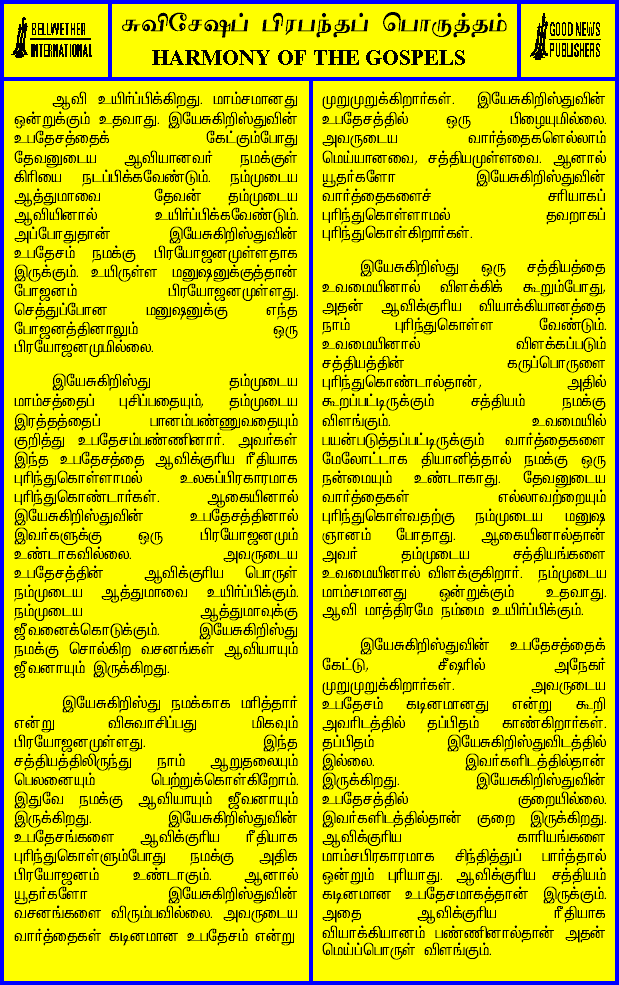 BELLWETHER
INTERNATIONAL
சுவிசேஷப் பிரபந்தப் பொருத்தம்
HARMONY OF THE GOSPELS
GOOD NEWS
PUBLISHERS
ஆவி உயிர்ப்பிக்கிறது. மாம்சமானது
ஒன்றுக்கும் உதவாது. இயேசுகிறிஸ்துவின்
உபதேசத்தைக் கேட்கும்போது
தேவனுடைய ஆவியானவர் நமக்குள்
கிரியை நடப்பிக்கவேண்டும். நம்முடைய
ஆத்துமாவை தேவன் தம்முடைய
ஆவியினால் உயிர்ப்பிக்கவேண்டும்.
அப்போதுதான் இயேசுகிறிஸ்துவின்
உபதேசம் நமக்கு பிரயோஜனமுள்ளதாக
இருக்கும். உயிருள்ள மனுஷனுக்குத்தான்
போஜனம் பிரயோஜனமுள்ளது.
செத்துப்போன மனுஷனுக்கு எந்த
போஜனத்தினாலும் ஒரு
பிரயோஜனமுமில்லை.
இயேசுகிறிஸ்து தம்முடைய
மாம்சத்தைப் புசிப்பதையும், தம்முடைய
இரத்தத்தைப் பானம்பண்ணுவதையும்
குறித்து உபதேசம்பண்ணினார். அவர்கள்
இந்த உபதேசத்தை ஆவிக்குரிய ரீதியாக
புரிந்துகொள்ளாமல் உலகப்பிரகாரமாக
புரிந்துகொண்டார்கள். ஆகையினால்
இயேசுகிறிஸ்துவின் உபதேசத்தினால்
இவர்களுக்கு ஒரு பிரயோஜனமும்
உண்டாகவில்லை. அவருடைய
உபதேசத்தின் ஆவிக்குரிய பொருள்
நம்முடைய ஆத்துமாவை உயிர்ப்பிக்கும்.
நம்முடைய ஆத்துமாவுக்கு
ஜீவனைக்கொடுக்கும். இயேசுகிறிஸ்து
நமக்கு சொல்கிற வசனங்கள் ஆவியாயும்
ஜீவனாயும் இருக்கிறது.
இயேசுகிறிஸ்து நமக்காக மரித்தார்
என்று விசுவாசிப்பது மிகவும்
பிரயோஜனமுள்ளது. இந்த
சத்தியத்திலிருந்து நாம் ஆறுதலையும்
பெலனையும் பெற்றுக்கொள்கிறோம்.
இதுவே நமக்கு ஆவியாயும் ஜீவனாயும்
இருக்கிறது. இயேசுகிறிஸ்துவின்
உபதேசங்களை ஆவிக்குரிய ரீதியாக
புரிந்துகொள்ளும்போது நமக்கு அதிக
பிரயோஜனம் உண்டாகும். ஆனால்
யூதர்களோ இயேசுகிறிஸ்துவின்
வசனங்களை விரும்பவில்லை. அவருடைய
வார்த்தைகள் கடினமான உபதேசம் என்று
முறுமுறுக்கிறார்கள். இயேசுகிறிஸ்துவின்
உபதேசத்தில் ஒரு பிழையுமில்லை.
அவருடைய வார்த்தைகளெல்லாம்
மெய்யானவை, சத்தியமுள்ளவை. ஆனால்
யூதர்களோ இயேசுகிறிஸ்துவின்
வார்த்தைகளைச் சரியாகப்
புரிந்துகொள்ளாமல் தவறாகப்
புரிந்துகொள்கிறார்கள்.
இயேசுகிறிஸ்து ஒரு சத்தியத்தை
உவமையினால் விளக்கிக் கூறும்போது,
அதன் ஆவிக்குரிய வியாக்கியானத்தை
நாம் புரிந்துகொள்ள வேண்டும்.
உவமையினால் விளக்கப்படும்
சத்தியத்தின் கருப்பொருளை
புரிந்துகொண்டால்தான், அதில்
கூறப்பட்டிருக்கும் சத்தியம் நமக்கு
விளங்கும். உவமையில்
பயன்படுத்தப்பட்டிருக்கும் வார்த்தைகளை
மேலோட்டாக தியானித்தால் நமக்கு ஒரு
நன்மையும் உண்டாகாது. தேவனுடைய
வார்த்தைகள் எல்லாவற்றையும்
புரிந்துகொள்வதற்கு நம்முடைய மனுஷ
ஞானம் போதாது. ஆகையினால்தான்
அவர் தம்முடைய சத்தியங்களை
உவமையினால் விளக்குகிறார். நம்முடைய
மாம்சமானது ஒன்றுக்கும் உதவாது.
ஆவி மாத்திரமே நம்மை உயிர்ப்பிக்கும்.
இயேசுகிறிஸ்துவின் உபதேசத்தைக்
கேட்டு, சீஷரில் அநேகர்
முறுமுறுக்கிறார்கள். அவருடைய
உபதேசம் கடினமானது என்று கூறி
அவரிடத்தில் தப்பிதம் காண்கிறார்கள்.
தப்பிதம் இயேசுகிறிஸ்துவிடத்தில்
இல்லை. இவர்களிடத்தில்தான்
இருக்கிறது. இயேசுகிறிஸ்துவின்
உபதேசத்தில் குறையில்லை.
இவர்களிடத்தில்தான் குறை இருக்கிறது.
ஆவிக்குரிய காரியங்களை
மாம்சபிரகாரமாக சிந்தித்துப் பார்த்தால்
ஒன்றும் புரியாது. ஆவிக்குரிய சத்தியம்
கடினமான உபதேசமாகத்தான் இருக்கும்.
அதை ஆவிக்குரிய ரீதியாக
வியாக்கியானம் பண்ணினால்தான் அதன்
மெய்ப்பொருள் விளங்கும்.